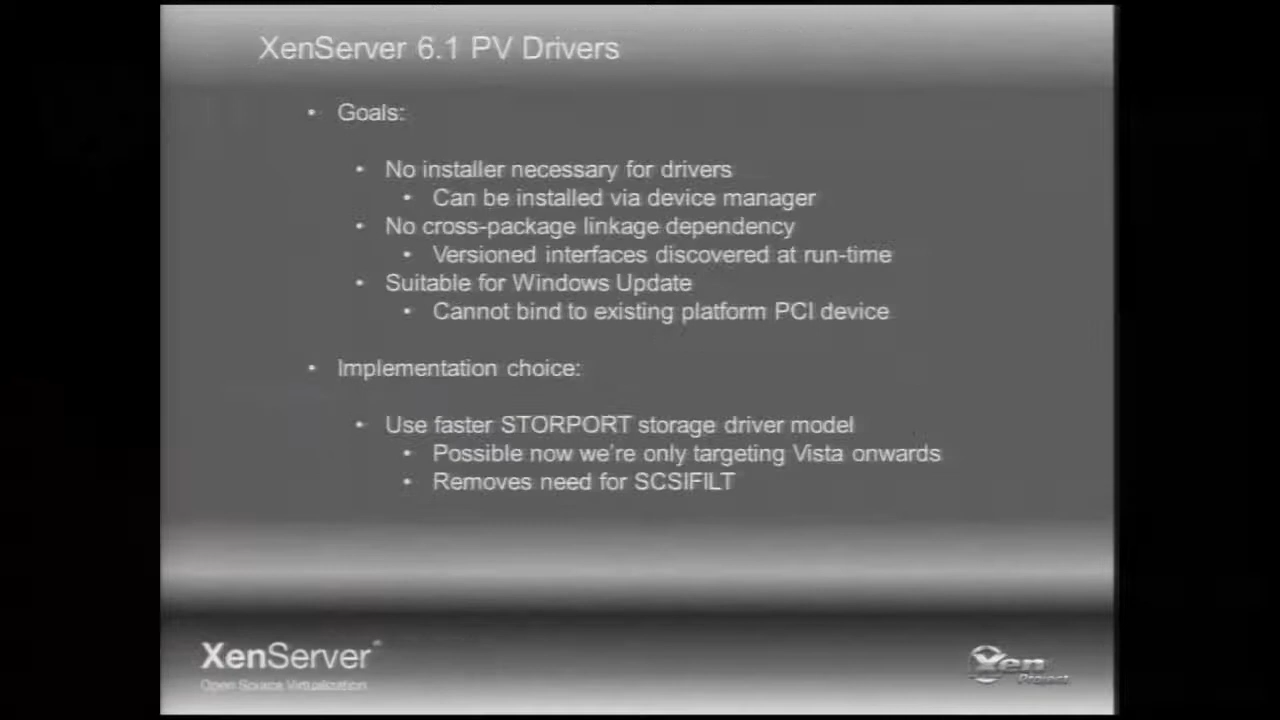 XenServer 6.1 PV Drivers
• Goals:
• No installer necessary for drivers
• Can be installed via device manager
• No cross-package linkage dependency
• Versioned interfaces discovered at run-time
• Suitable for Windows Update
• Cannot bind to existing platform PCI device
• Implementation choice:
• Use faster STORPORT storage driver model
• Possible now we're only targeting Vista onwards
• Removes need for SCSIFILT
XenServer
Open Source Virtualization
Xen
Project